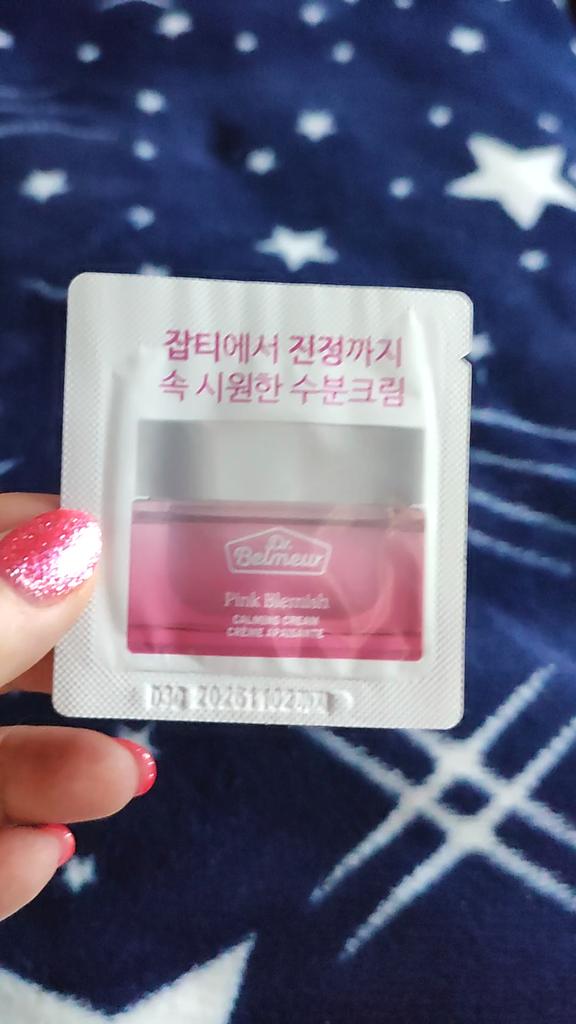 잡티에서 진정까지
속 시원한 수분크림
Dr.
Belmeur
Pink Blemish
CALMING CREAM
CRÈME APAISANTE